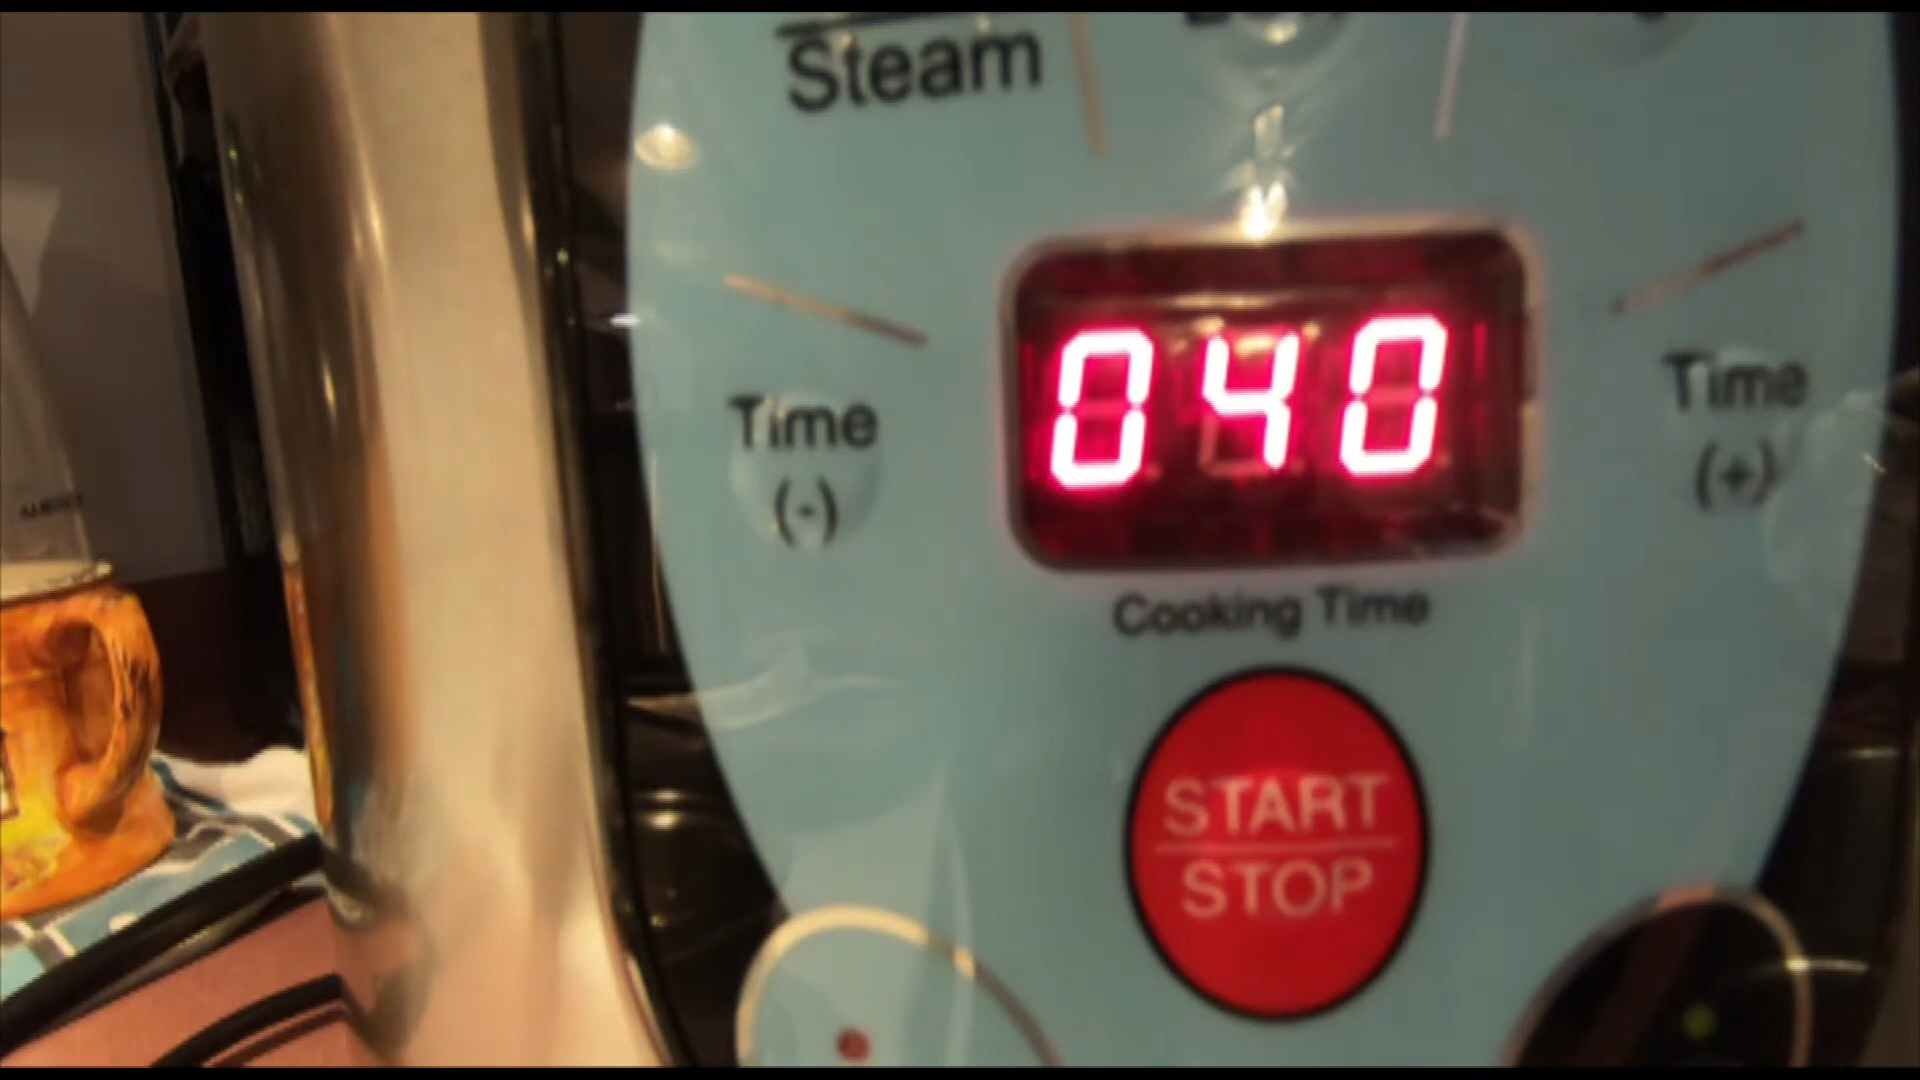 Steam
040
Time
(-)
Time
(+)
Cooking Time
START
STOP